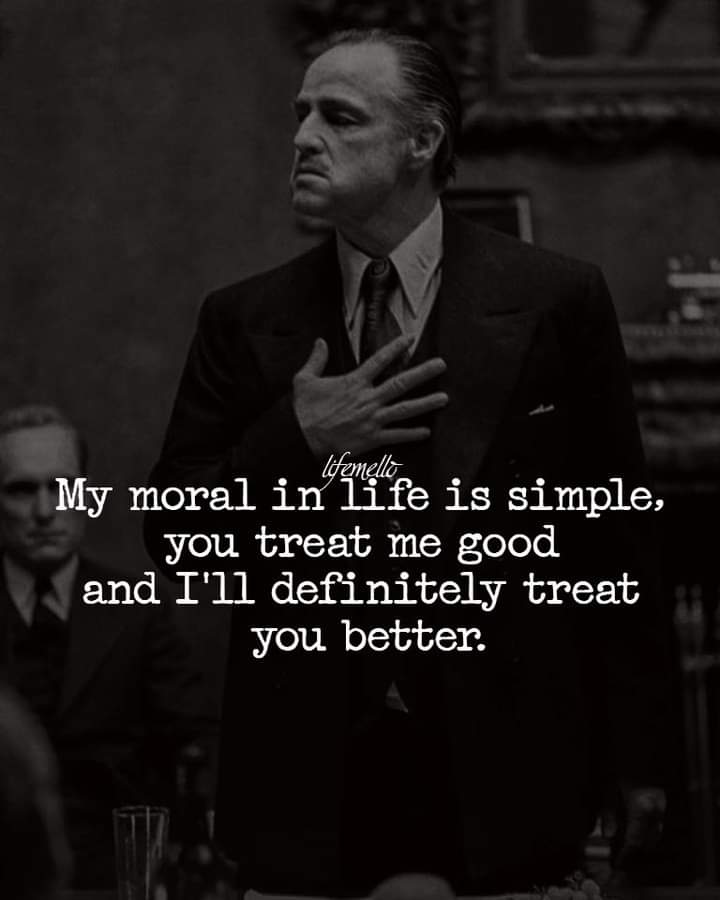 lifemello
My moral in life is simple,
you treat me good
and I'll definitely treat
you better.